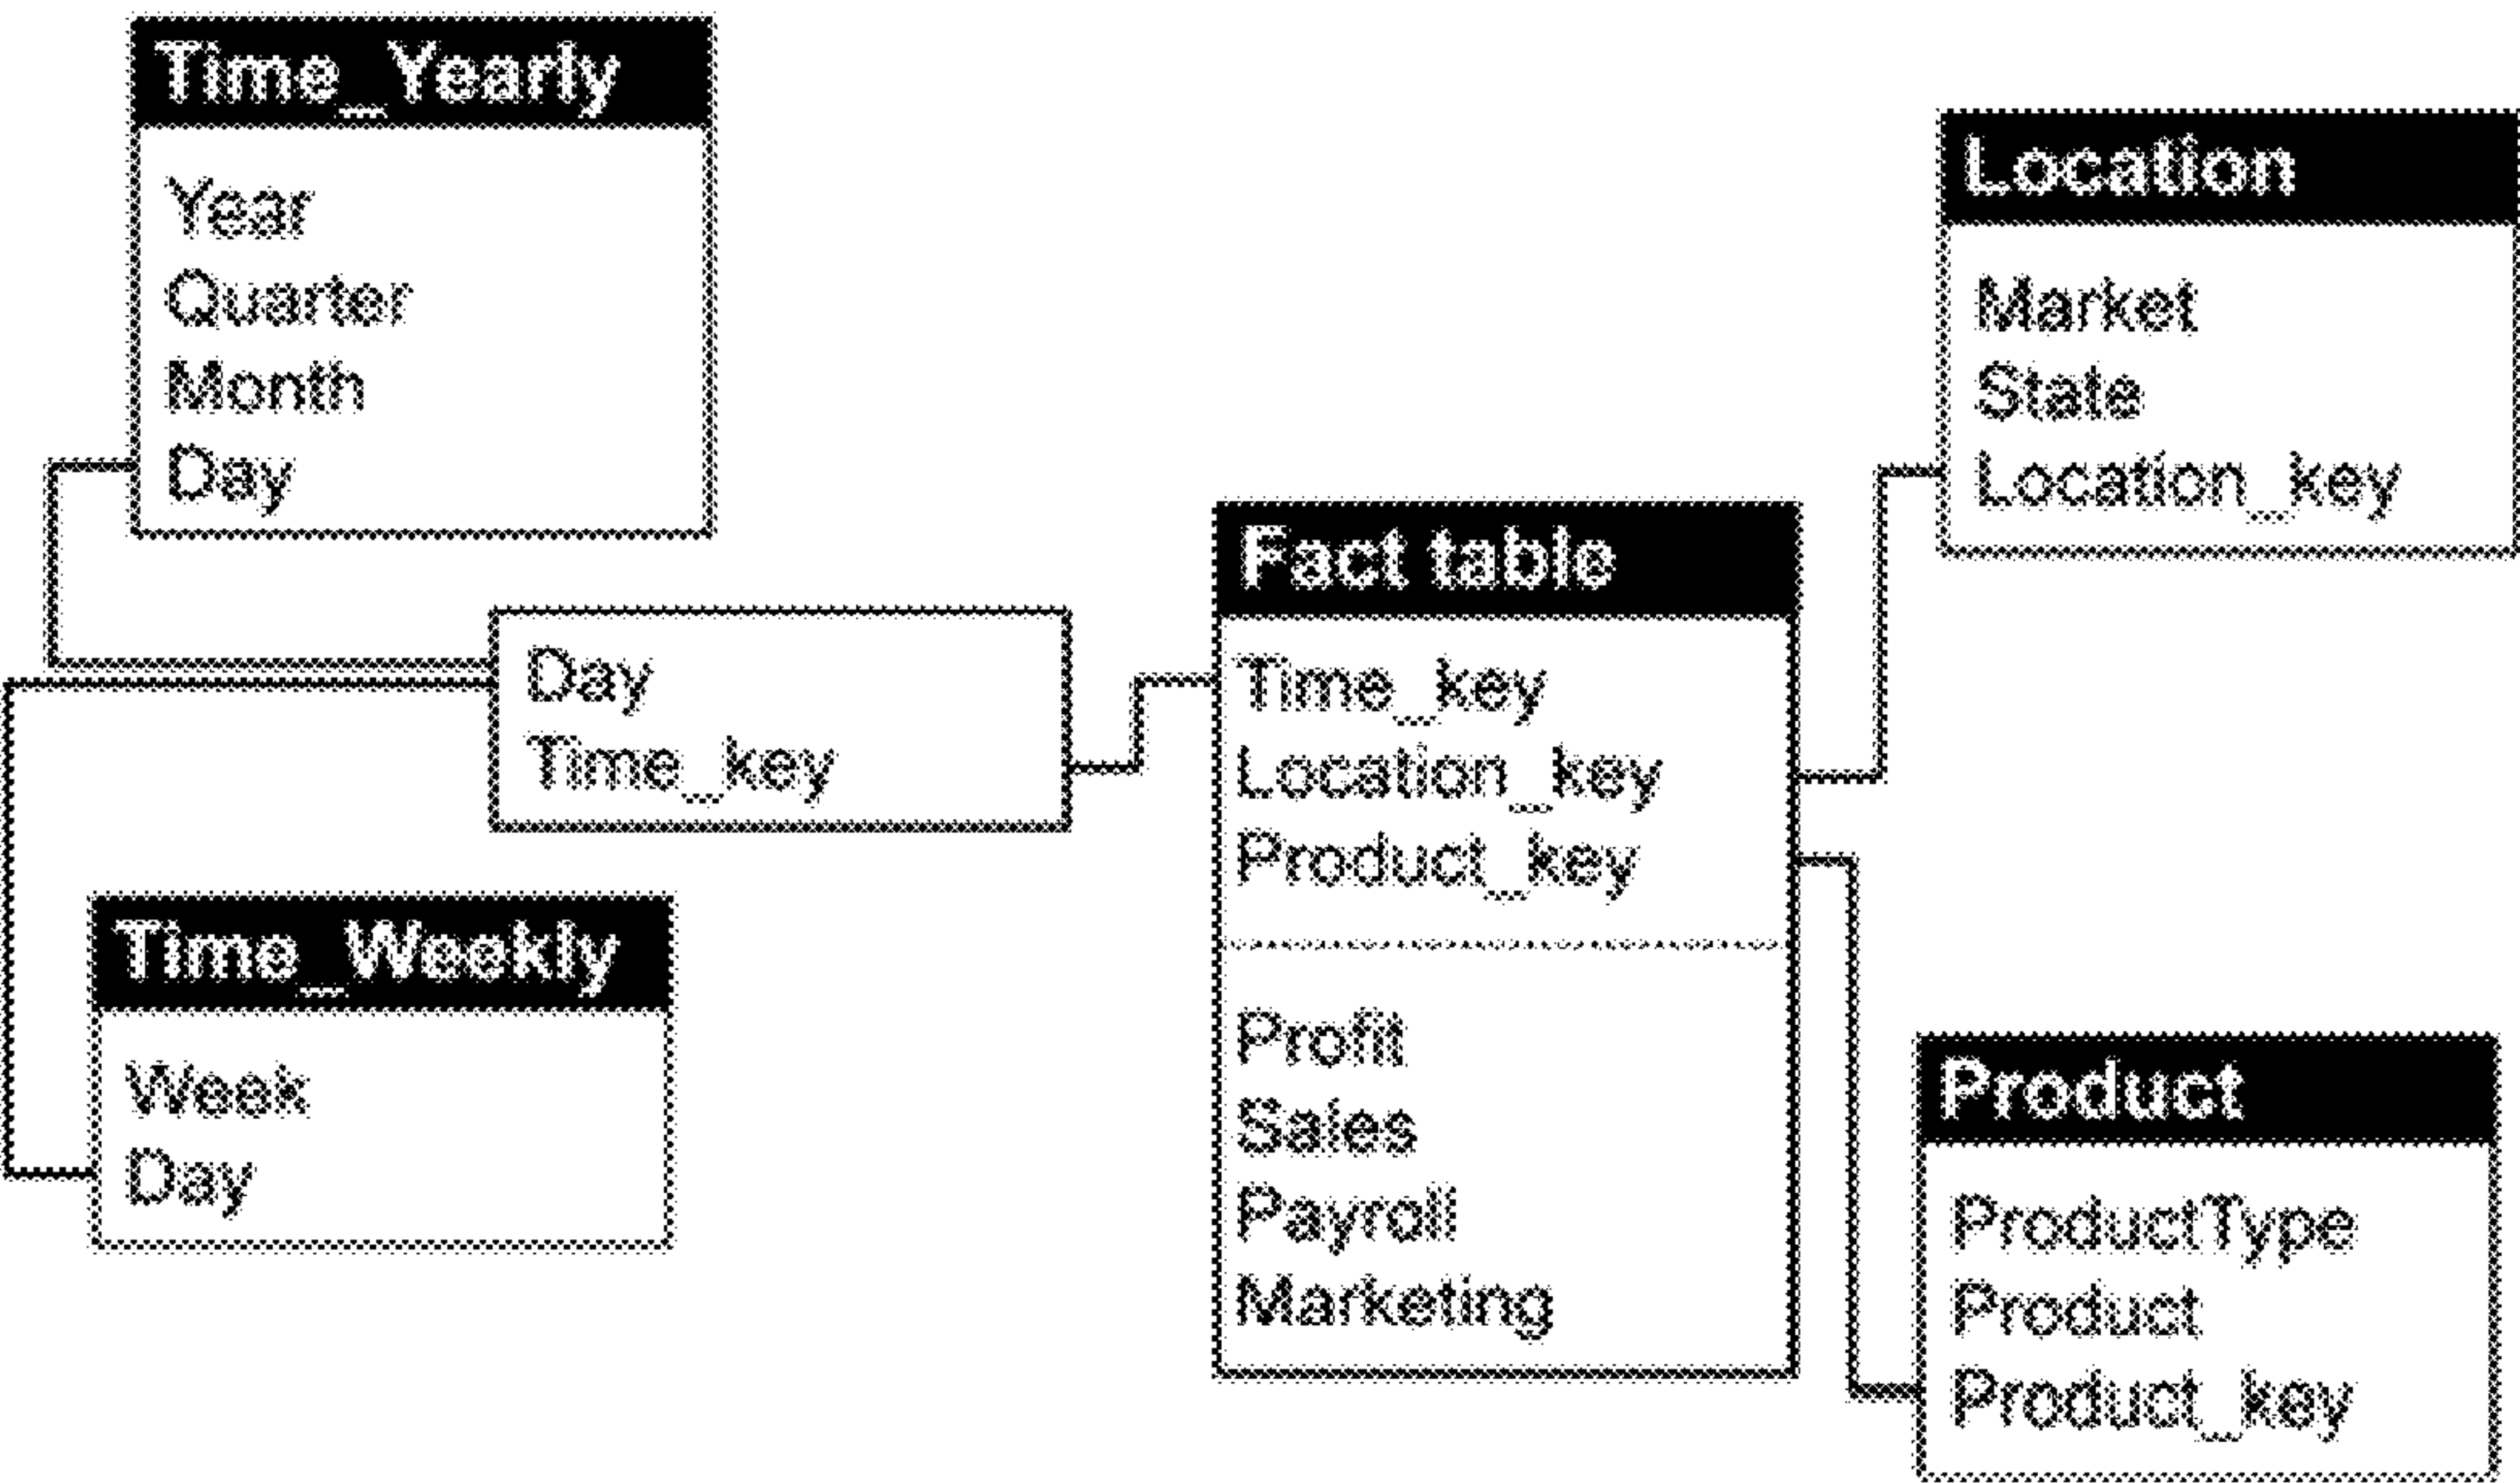 Time_Yearly
Year
Quarter
Month
Day
Day
Time_key
Time_Weekly
Week
Day
Fact table
Time_key
Location_key
Product_key
Profit
Sales
Payroll
Marketing
Location
Market
State
Location_key
Product
ProductType
Product
Product_key